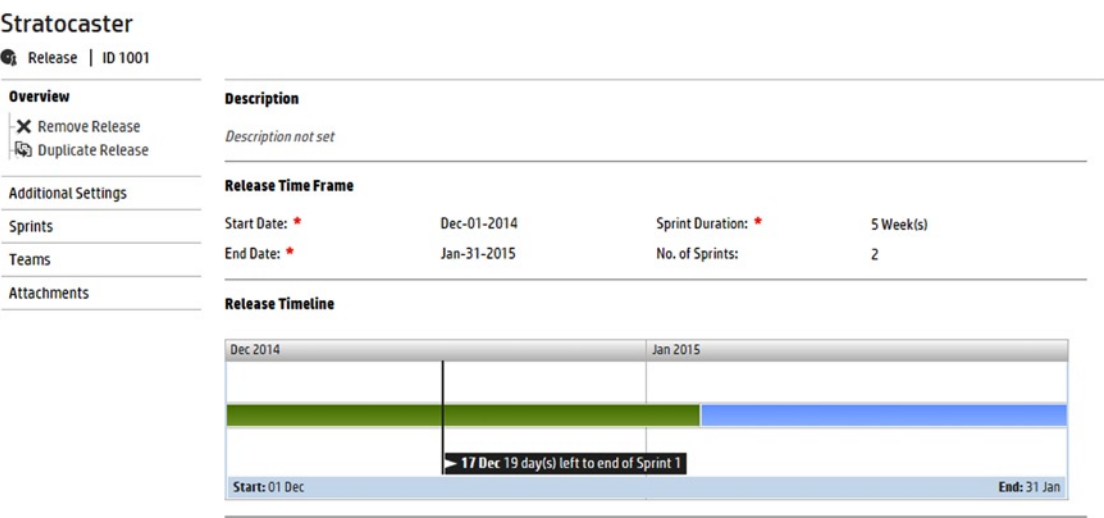 Stratocaster
Release | ID 1001
Overview
Remove Release
Duplicate Release
Additional Settings
Sprints
Teams
Attachments
Description
Description not set
Release Time Frame
Start Date: * Dec-01-2014 Sprint Duration: * 5 Week(s)
End Date: * Jan-31-2015 No. of Sprints: 2
Release Timeline
Dec 2014 Jan 2015
17 Dec 19 day(s) left to end of Sprint 1
Start: 01 Dec End: 31 Jan